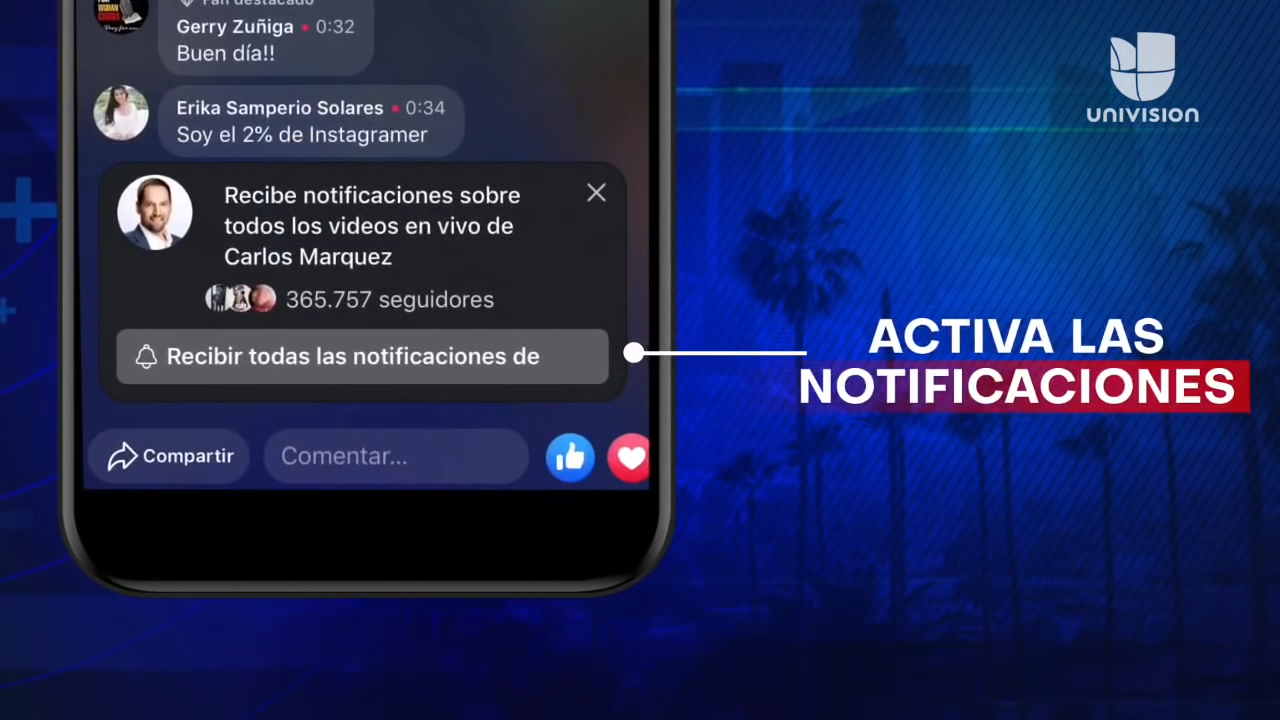 Fan destacado
Gerry Zuñiga • 0:32
Buen día!!
Erika Samperio Solares • 0:34
Soy el 2% de Instagramer
Recibe notificaciones sobre
todos los videos en vivo de
Carlos Marquez
365.757 seguidores
Recibir todas las notificaciones de
Compartir
Comentar...
UNIVISION
ACTIVA LAS
NOTIFICACIONES